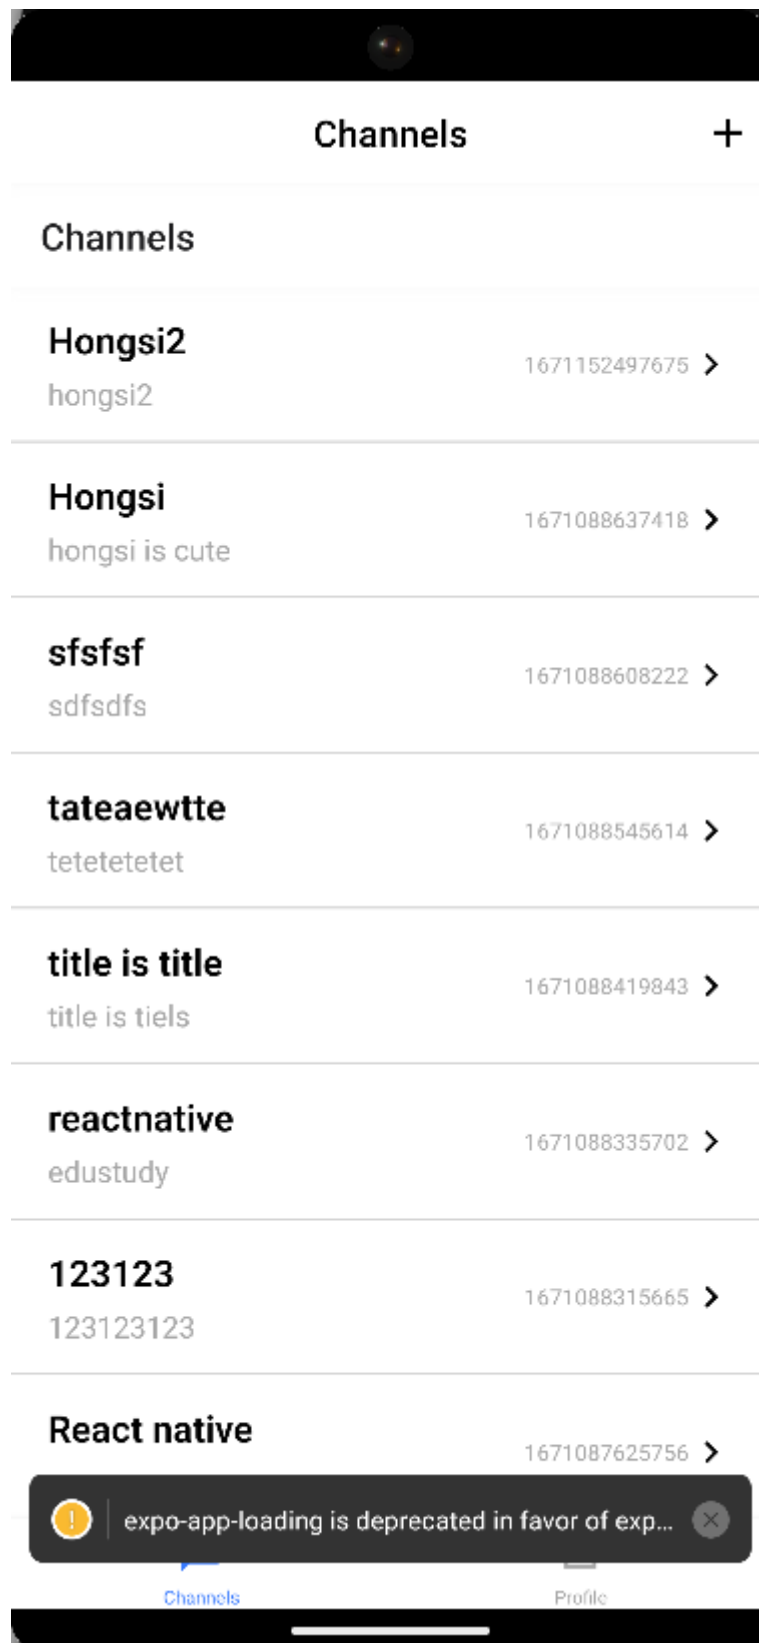 Channels
Channels
Hongsi2
1671152497675
hongsi2
Hongsi
1671088637418
hongsi is cute
sfsfsf
1671088608222
sdfsdfs
tateaewtte
1671088545614
tetetetetet
title is title
1671088419843
title is tiels
reactnative
1671088335702
edustudy
123123
1671088315665
123123123
React native
1671087625756
expo-app-loading is deprecated in favor of exp...
Channels Profile